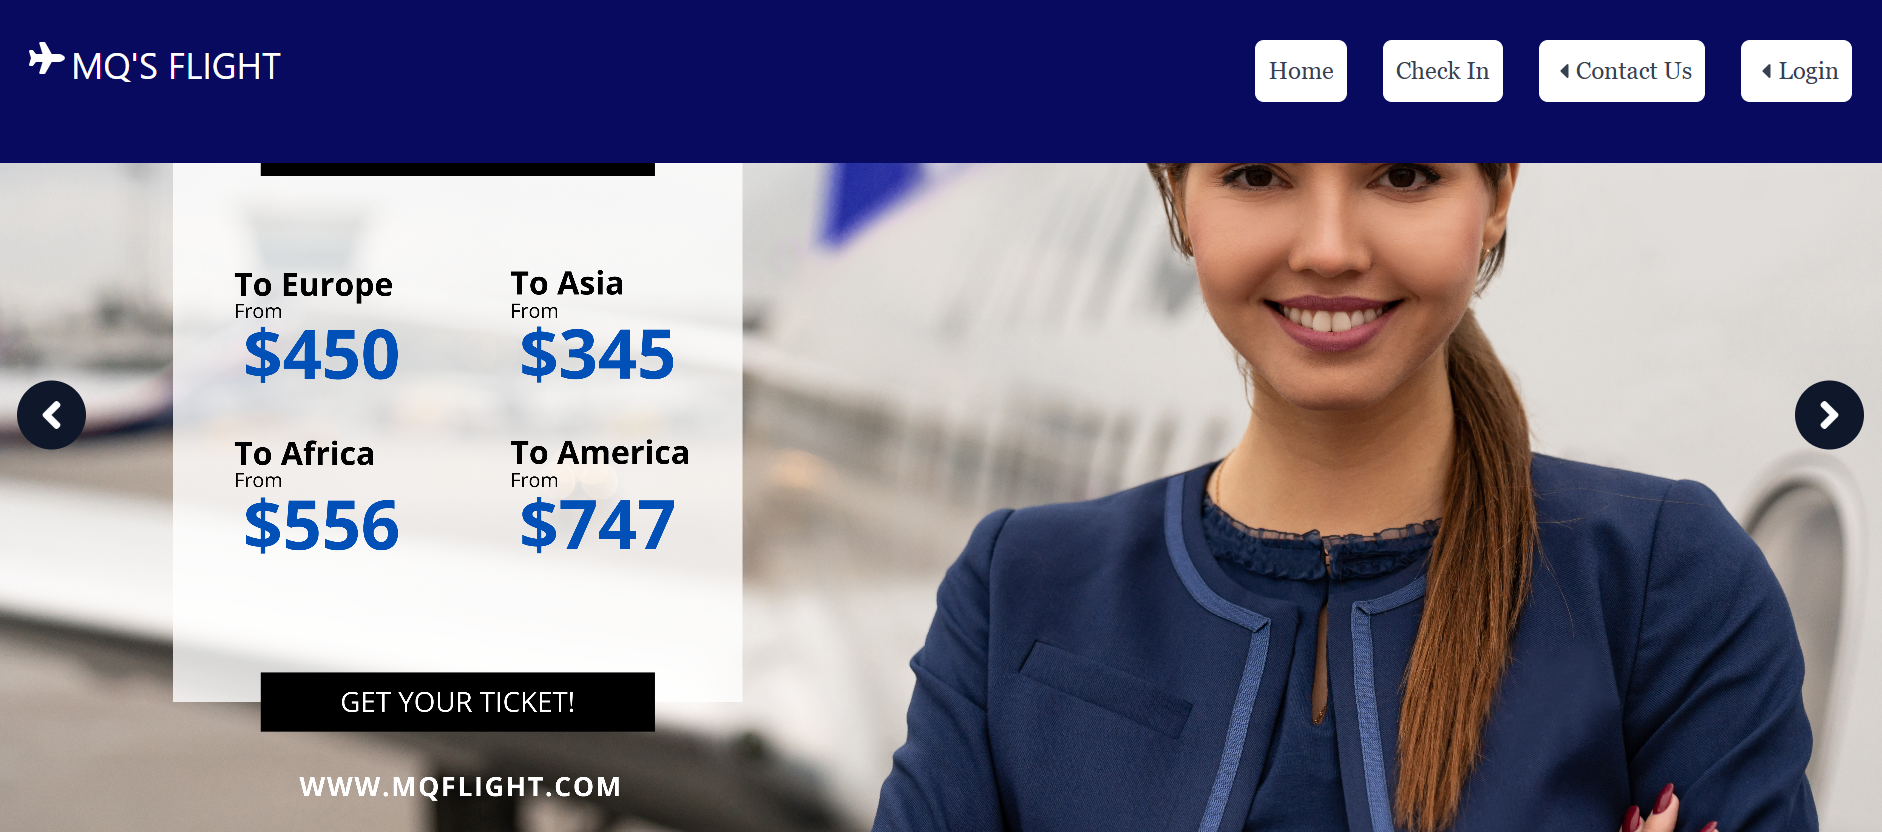 MQ'S FLIGHT
Home
Check In
Contact Us
Login
To Europe
From
$450
To Asia
From
$345
To Africa
From
$556
To America
From
$747
GET YOUR TICKET!
WWW.MQFLIGHT.COM